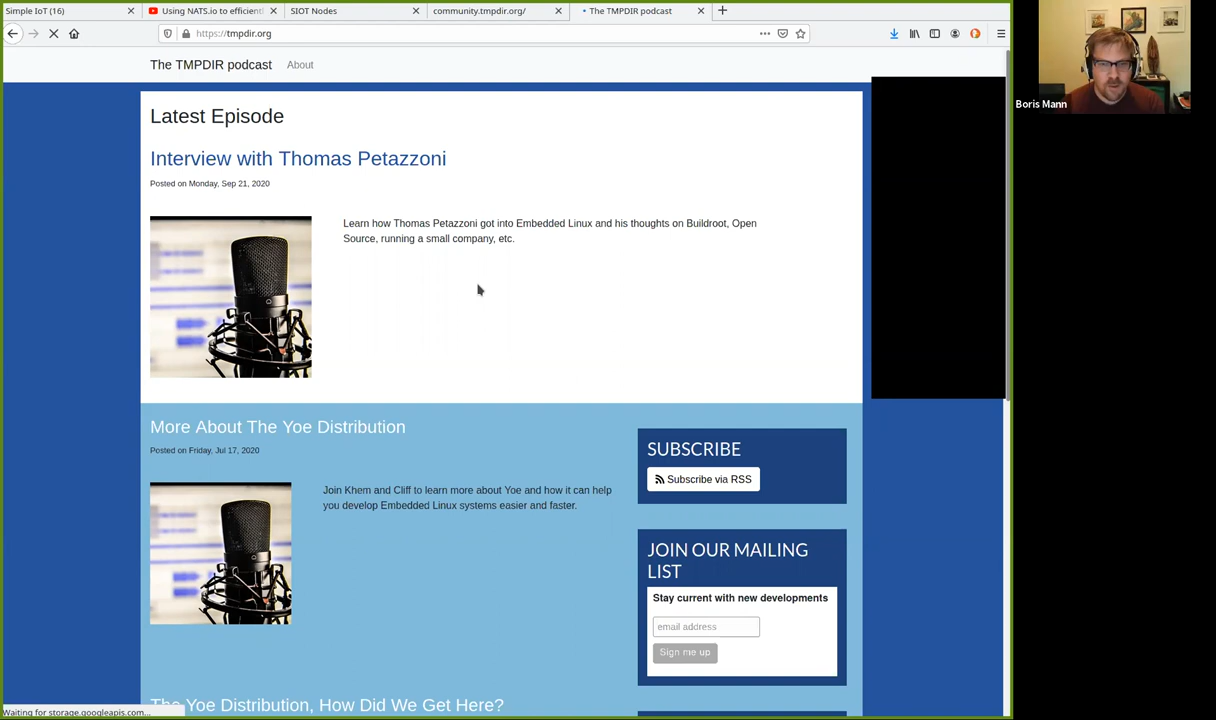 Simple IoT (16)
Using NATS.io to efficientl
SIOT Nodes
community.tmpdir.org/
The TMPDIR podcast
https://tmpdir.org
The TMPDIR podcast
About
Boris Mann
Latest Episode
Interview with Thomas Petazzoni
Posted on Monday, Sep 21, 2020
Learn how Thomas Petazzoni got into Embedded Linux and his thoughts on Buildroot, Open
Source, running a small company, etc.
More About The Yoe Distribution
Posted on Friday, Jul 17, 2020
Join Khem and Cliff to learn more about Yoe and how it can help
you develop Embedded Linux systems easier and faster.
SUBSCRIBE
Subscribe via RSS
JOIN OUR MAILING
LIST
Stay current with new developments
email address
Sign me up
The Yoe Distribution, How Did We Get Here?
Waiting for storage.googleapis.com...